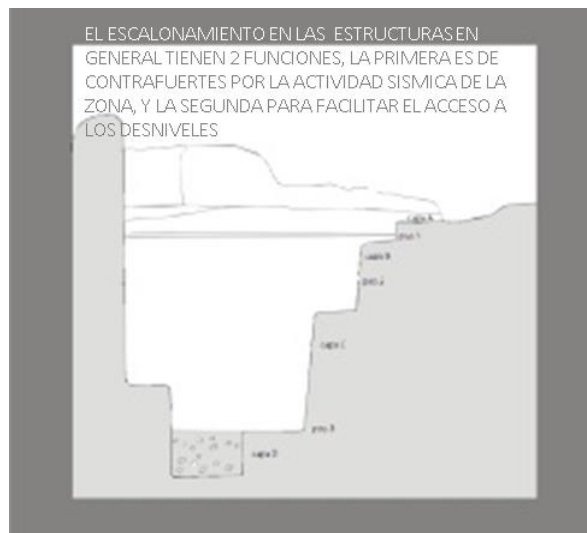 EL ESCALONAMIENTO EN LAS ESTRUCTURAS EN
GENERAL TIENEN 2 FUNCIONES, LA PRIMERA ES DE
CONTRAFUERTES POR LA ACTIVIDAD SISMICA DE LA
ZONA, Y LA SEGUNDA PARA FACILITAR EL ACCESO A
LOS DESNIVELES
capa A
piso 1
capa B
piso 2
capa C
piso 3
capa D